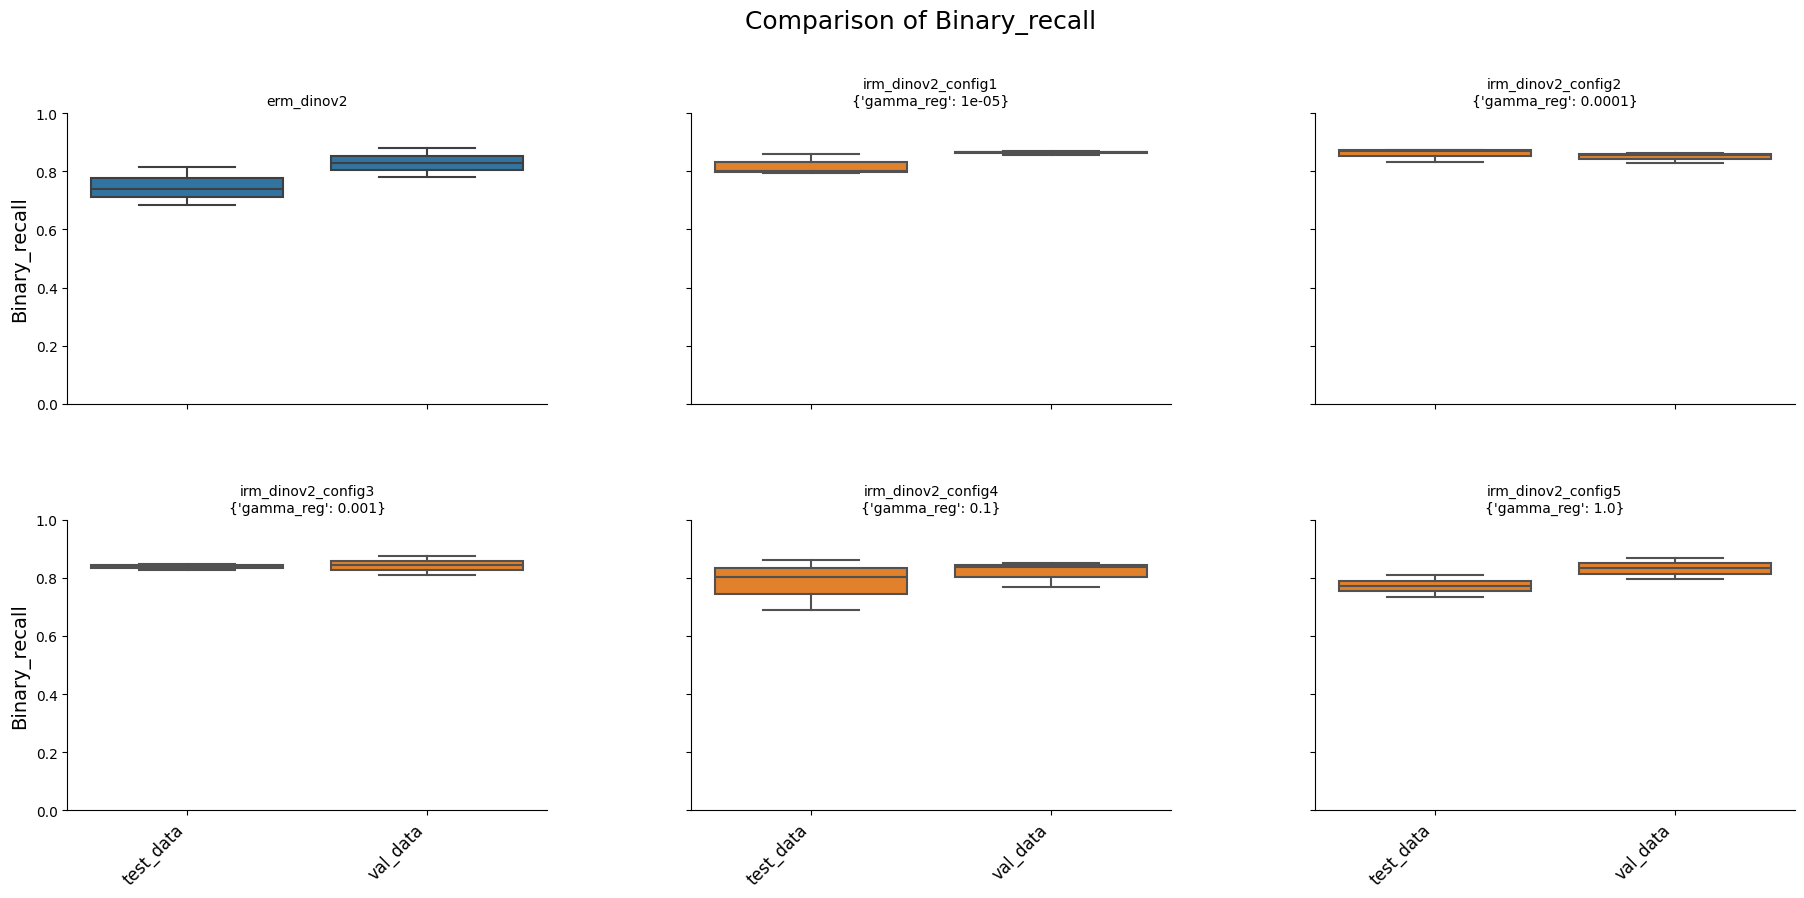 Comparison of Binary_recall
erm_dinov2
irm_dinov2_config1
{'gamma_reg': 1e-05}
irm_dinov2_config2
{'gamma_reg': 0.0001}
Binary_recall
1.0
0.8
0.6
0.4
0.2
0.0
irm_dinov2_config3
{'gamma_reg': 0.001}
irm_dinov2_config4
{'gamma_reg': 0.1}
irm_dinov2_config5
{'gamma_reg': 1.0}
Binary_recall
1.0
0.8
0.6
0.4
0.2
0.0
test_data
val_data
test_data
val_data
test_data
val_data